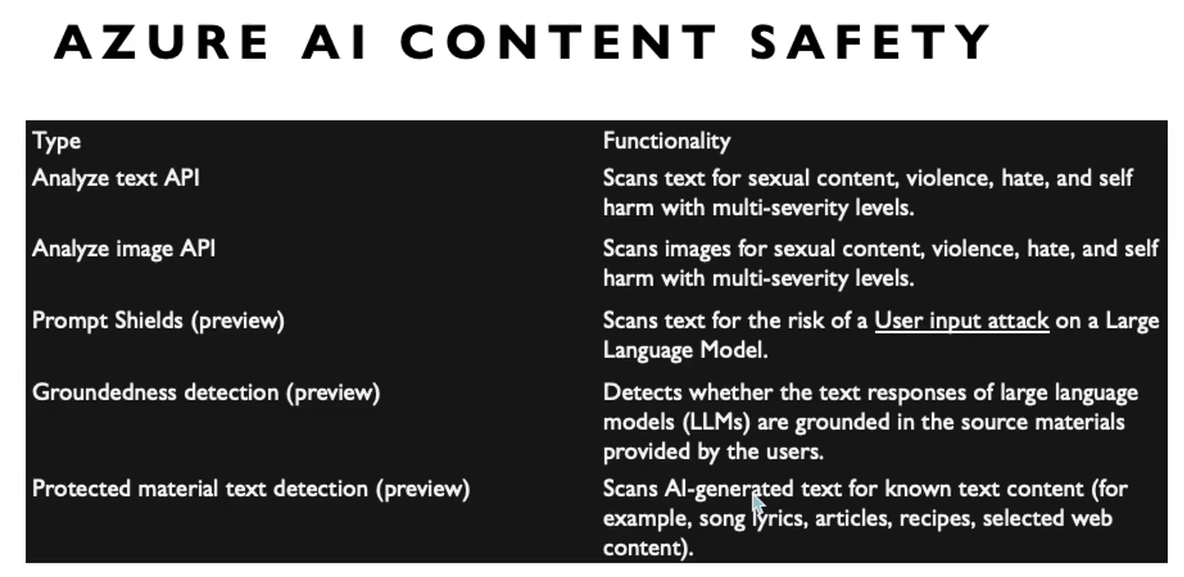 AZURE AI CONTENT SAFETY
Type
Functionality
Analyze text API
Scans text for sexual content, violence, hate, and self
harm with multi-severity levels.
Analyze image API
Scans images for sexual content, violence, hate, and self
harm with multi-severity levels.
Prompt Shields (preview)
Scans text for the risk of a User input attack on a Large
Language Model.
Groundedness detection (preview)
Detects whether the text responses of large language
models (LLMs) are grounded in the source materials
provided by the users.
Protected material text detection (preview)
Scans AI-generated text for known text content (for
example, song lyrics, articles, recipes, selected web
content).